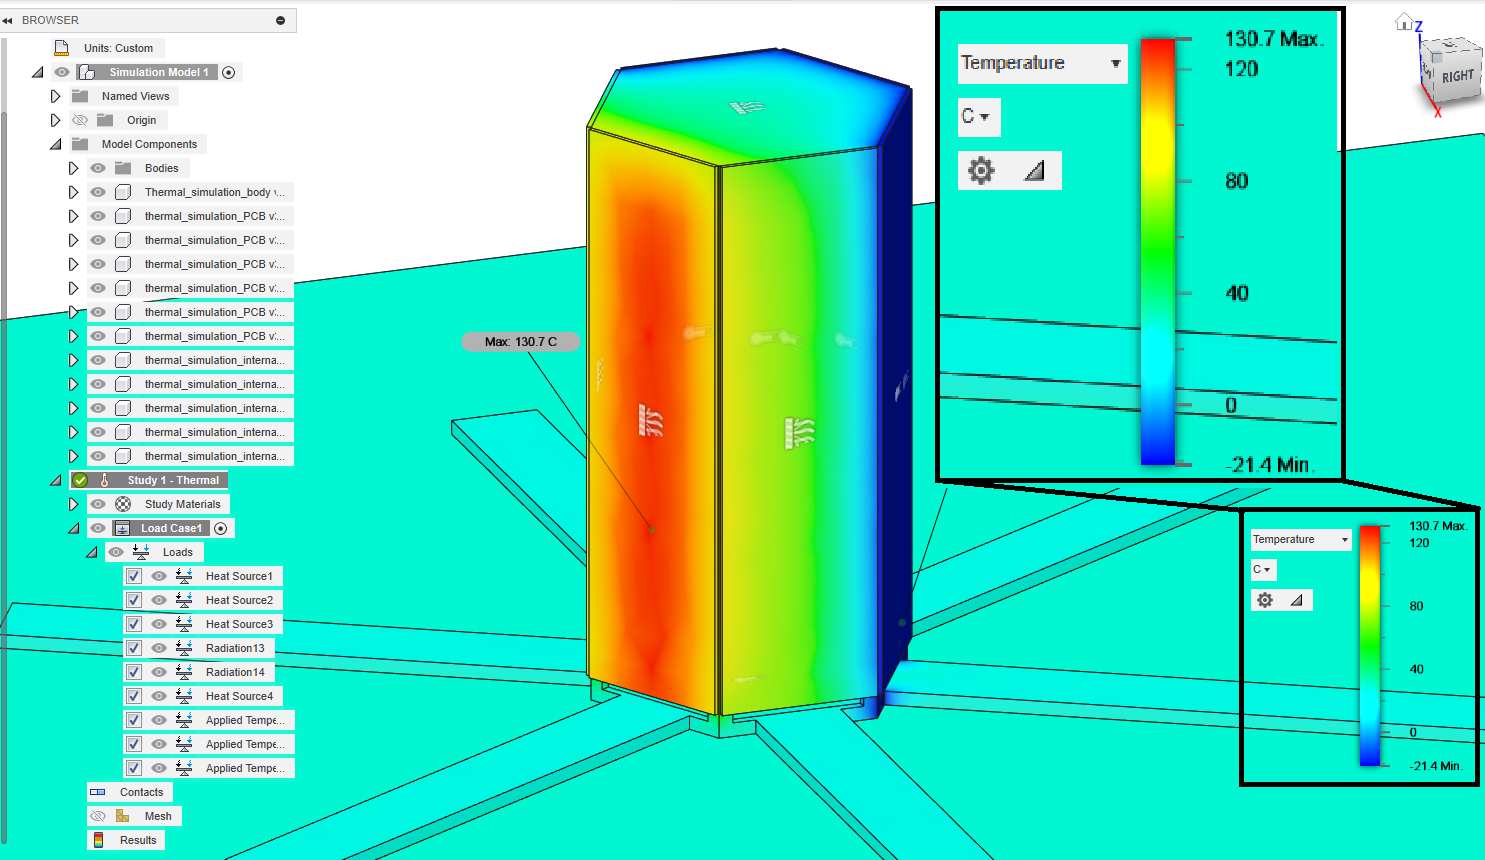 BROWSER
Units: Custom
Simulation Model 1
Named Views
Origin
Model Components
Bodies
Thermal_simulation_body v...
thermal_simulation_PCB v:...
thermal_simulation_PCB v:...
thermal_simulation_PCB v:...
thermal_simulation_PCB v:...
thermal_simulation_PCB v:...
thermal_simulation_PCB v:...
thermal_simulation_interna...
thermal_simulation_interna...
thermal_simulation_interna...
thermal_simulation_interna...
thermal_simulation_interna...
Study 1 - Thermal
Study Materials
Load Case1
Loads
Heat Source1
Heat Source2
Heat Source3
Radiation13
Radiation14
Heat Source4
Applied Tempe...
Applied Tempe...
Applied Tempe...
Contacts
Mesh
Results
Max: 130.7 C
Temperature
C
130.7 Max.
120
80
40
0
-21.4 Min.
Z
RIGHT
X
Temperature
C
130.7 Max.
120
80
40
0
-21.4 Min.